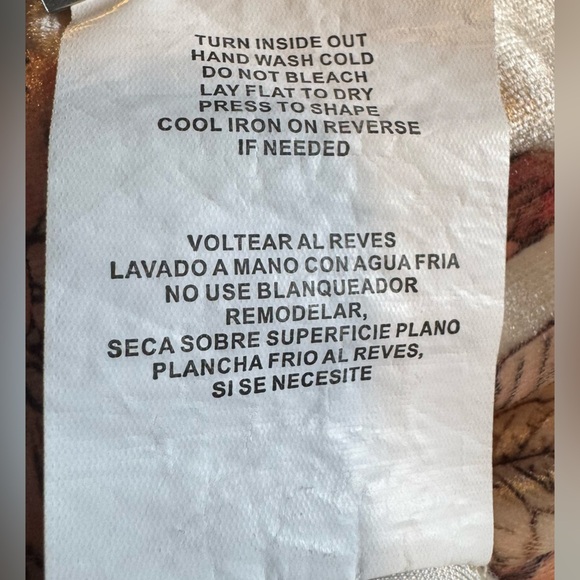 TURN INSIDE OUT
HAND WASH COLD
DO NOT BLEACH
LAY FLAT TO DRY
PRESS TO SHAPE
COOL IRON ON REVERSE
IF NEEDED
VOLTEAR AL REVES
LAVADO A MANO CON AGUA FRIA
NO USE BLANQUEADOR
REMODELAR,
SECA SOBRE SUPERFICIE PLANO
PLANCHA FRIO AL REVES,
SI SE NECESITE